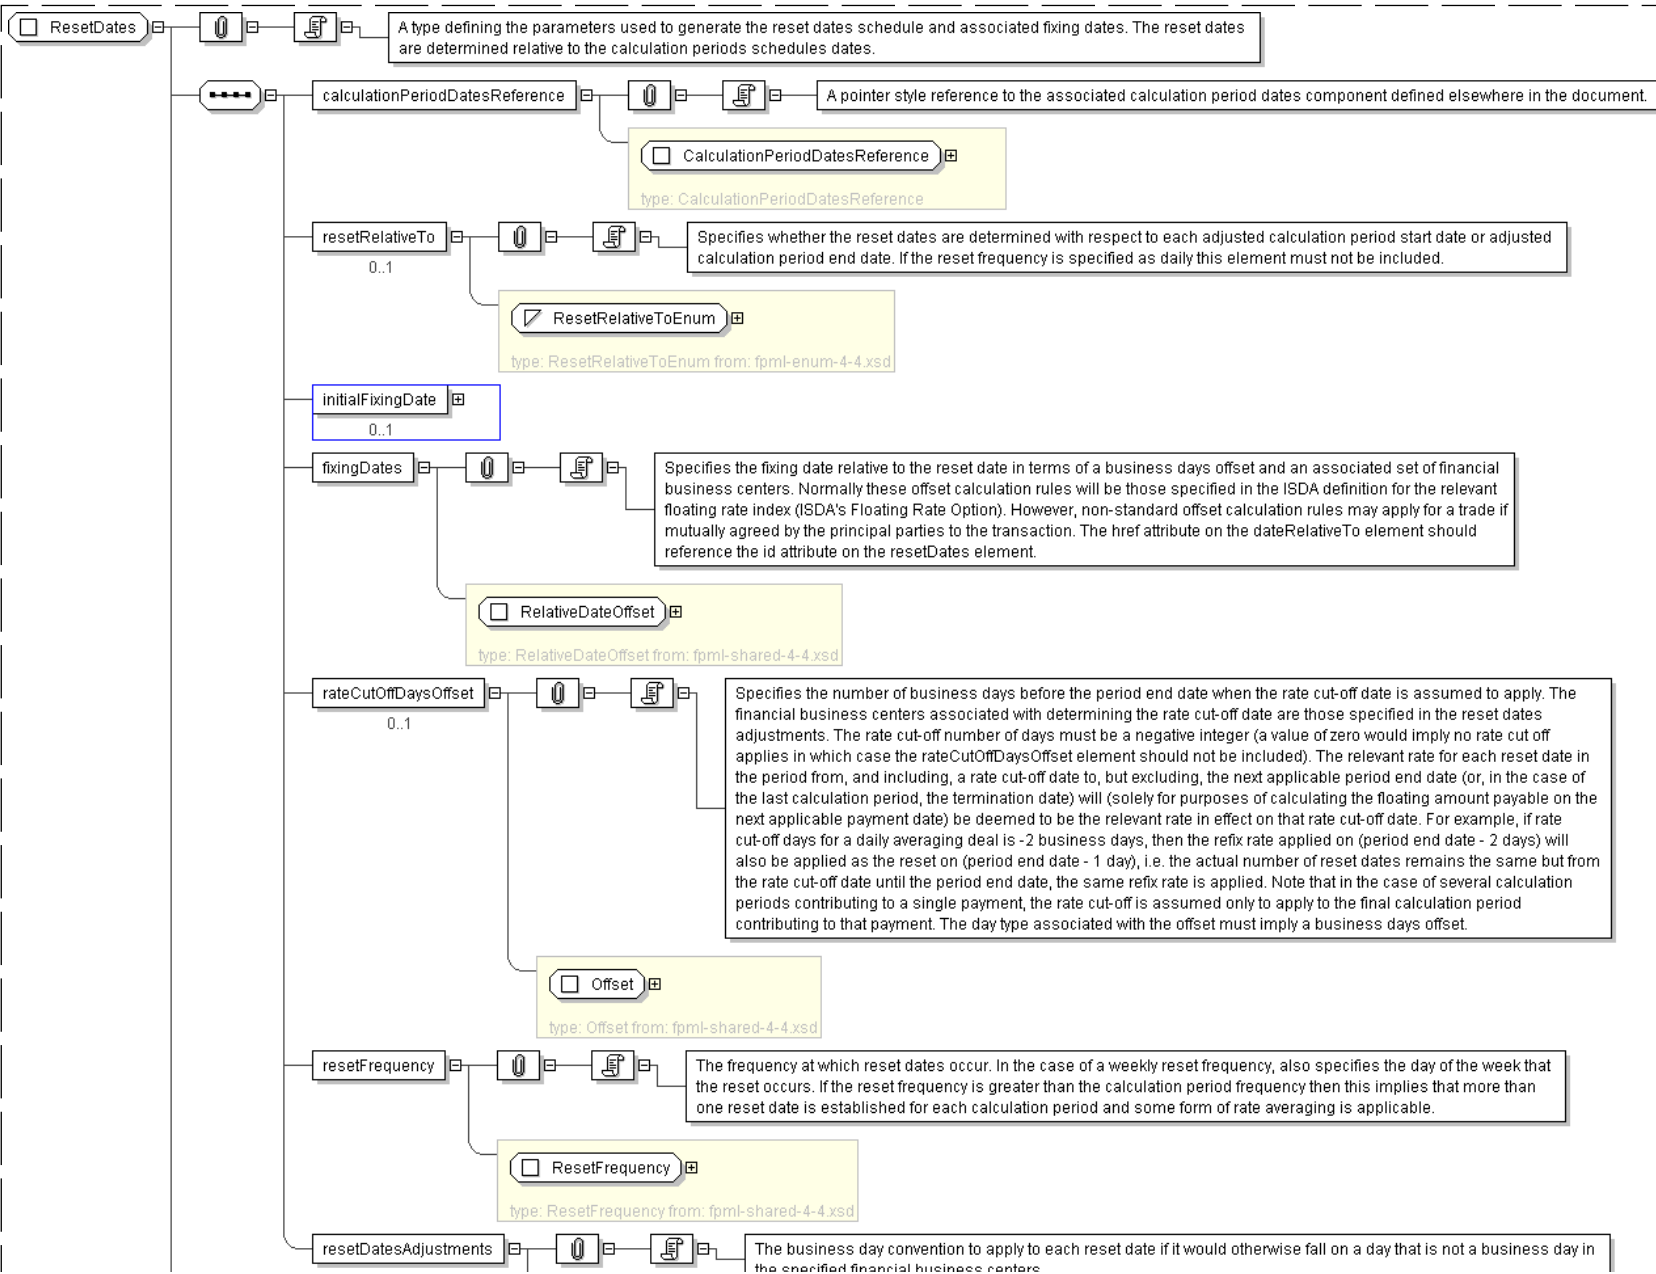 ResetDates
A type defining the parameters used to generate the reset dates schedule and associated fixing dates. The reset dates
are determined relative to the calculation periods schedules dates.
calculationPeriodDatesReference
A pointer style reference to the associated calculation period dates component defined elsewhere in the document.
CalculationPeriodDatesReference
type: CalculationPeriodDatesReference
resetRelativeTo
0..1
Specifies whether the reset dates are determined with respect to each adjusted calculation period start date or adjusted
calculation period end date. If the reset frequency is specified as daily this element must not be included.
ResetRelativeToEnum
type: ResetRelativeToEnum from: fpml-enum-4-4.xsd
initialFixingDate
0..1
fixingDates
Specifies the fixing date relative to the reset date in terms of a business days offset and an associated set of financial
business centers. Normally these offset calculation rules will be those specified in the ISDA definition for the relevant
floating rate index (ISDA's Floating Rate Option). However, non-standard offset calculation rules may apply for a trade if
mutually agreed by the principal parties to the transaction. The href attribute on the dateRelativeTo element should
reference the id attribute on the resetDates element.
RelativeDateOffset
type: RelativeDateOffset from: fpml-shared-4-4.xsd
rateCutOffDaysOffset
0..1
Specifies the number of business days before the period end date when the rate cut-off date is assumed to apply. The
financial business centers associated with determining the rate cut-off date are those specified in the reset dates
adjustments. The rate cut-off number of days must be a negative integer (a value of zero would imply no rate cut off
applies in which case the rateCutOffDaysOffset element should not be included). The relevant rate for each reset date in
the period from, and including, a rate cut-off date to, but excluding, the next applicable period end date (or, in the case of
the last calculation period, the termination date) will (solely for purposes of calculating the floating amount payable on the
next applicable payment date) be deemed to be the relevant rate in effect on that rate cut-off date. For example, if rate
cut-off days for a daily averaging deal is -2 business days, then the refix rate applied on (period end date - 2 days) will
also be applied as the reset on (period end date - 1 day), i.e. the actual number of reset dates remains the same but from
the rate cut-off date until the period end date, the same refix rate is applied. Note that in the case of several calculation
periods contributing to a single payment, the rate cut-off is assumed only to apply to the final calculation period
contributing to that payment. The day type associated with the offset must imply a business days offset.
Offset
type: Offset from: fpml-shared-4-4.xsd
resetFrequency
The frequency at which reset dates occur. In the case of a weekly reset frequency, also specifies the day of the week that
the reset occurs. If the reset frequency is greater than the calculation period frequency then this implies that more than
one reset date is established for each calculation period and some form of rate averaging is applicable.
ResetFrequency
type: ResetFrequency from: fpml-shared-4-4.xsd
resetDatesAdjustments
The business day convention to apply to each reset date if it would otherwise fall on a day that is not a business day in
the specified financial business centers.